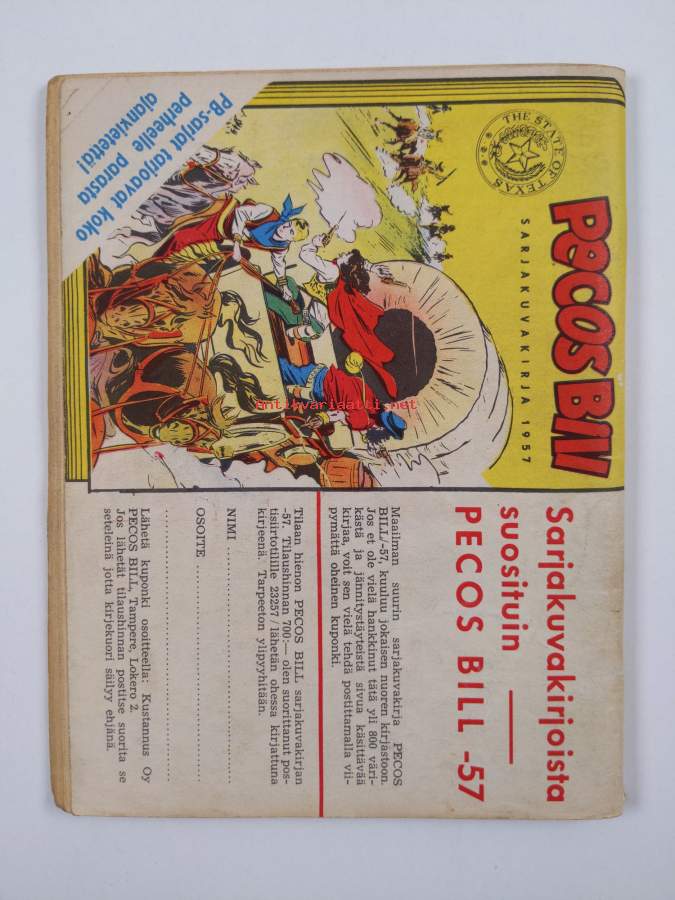 PECOS BILL
SARJAKUVAKIRJA 1957
THE STATE OF TEXAS
PB-sarjat tarjoavat koko
perheelle parasta
ajanvietettä!
Sarjakuvakirjoista
suosituin
PECOS BILL -57
Maailman suurin sarjakuvakirja PECOS
BILL/-57, kuuluu jokaisen nuoren kirjastoon.
Jos et ole vielä hankkinut tätä yli 800 väri-
kästä ja jännitystäyteistä sivua käsittävää
kirjaa, voit sen vielä tehdä postittamalla vii-
pymättä oheinen kuponki.
Tilaan hienon PECOS BILL sarjakuvakirjan
-57. Tilaushinnan 700:— olen suorittanut pos-
tisiirtotilille 23257/lähetän ohessa kirjattuna
kirjeenä. Tarpeeton ylipyyhitään.
NIMI
OSOITE
Lähetä kuponki osoitteella: Kustannus Oy
PECOS BILL, Tampere, Lokero 2.
Jos lähetät tilaushinnan postitse suorita se
seteleinä jotta kirjekuori säilyy ehjänä.
antikvariaatti.net